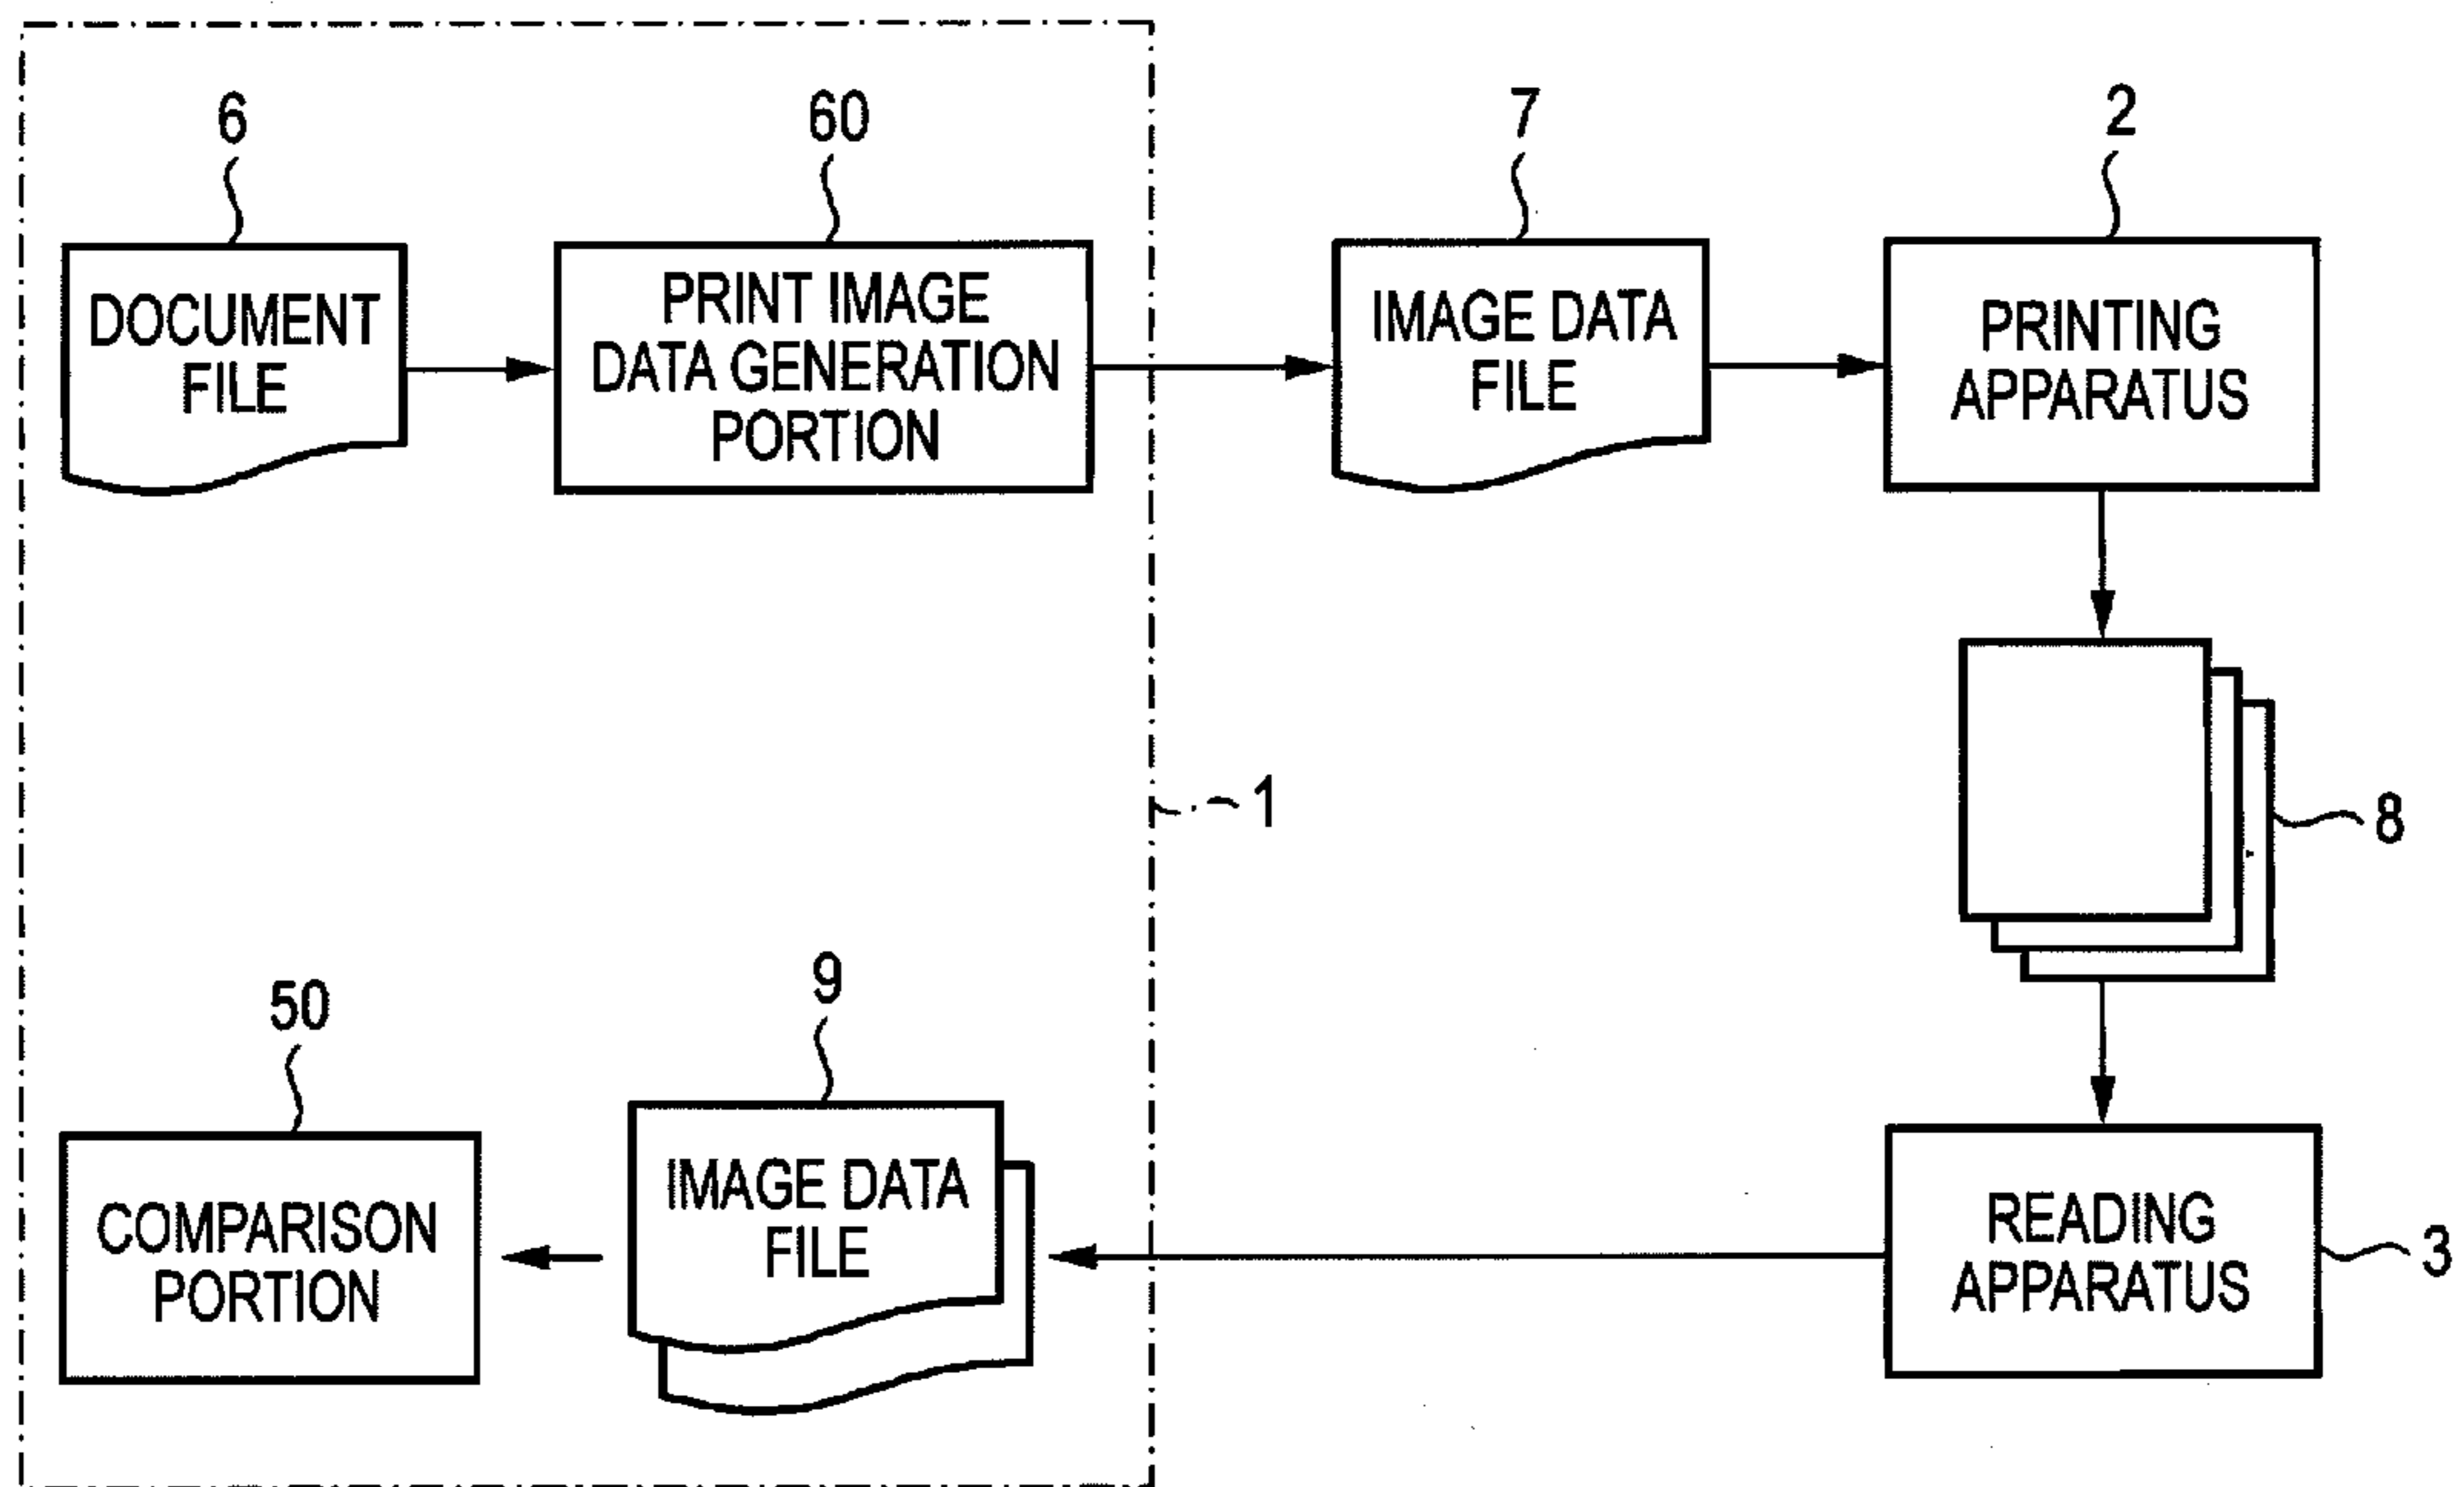 6
60
7
2
DOCUMENT
FILE
PRINT IMAGE
DATA GENERATION
PORTION
IMAGE DATA
FILE
PRINTING
APPARATUS
1
8
50
9
COMPARISON
PORTION
IMAGE DATA
FILE
READING
APPARATUS
3